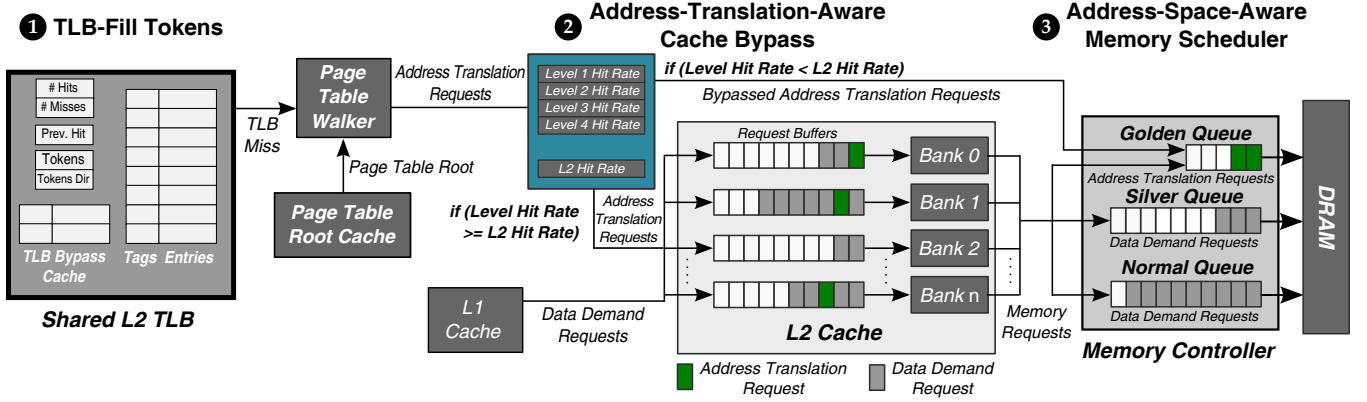 1 TLB-Fill Tokens
# Hits
# Misses
Prev. Hit
Tokens
Tokens Dir
TLB Bypass
Cache
Tags Entries
Shared L2 TLB
TLB
Miss
Page
Table
Walker
Page Table Root
Page Table
Root Cache
2 Address-Translation-Aware
Cache Bypass
Address Translation
Requests
Level 1 Hit Rate
Level 2 Hit Rate
Level 3 Hit Rate
Level 4 Hit Rate
L2 Hit Rate
if (Level Hit Rate < L2 Hit Rate)
Bypassed Address Translation Requests
if (Level Hit Rate
>= L2 Hit Rate)
Address
Translation
Requests
L1
Cache
Data Demand
Requests
Request Buffers
Bank 0
Bank 1
Bank 2
Bank n
L2 Cache
Memory
Requests
Address Translation
Request
Data Demand
Request
3 Address-Space-Aware
Memory Scheduler
Golden Queue
Address Translation Requests
Silver Queue
Data Demand Requests
Normal Queue
Data Demand Requests
Memory Controller
DRAM